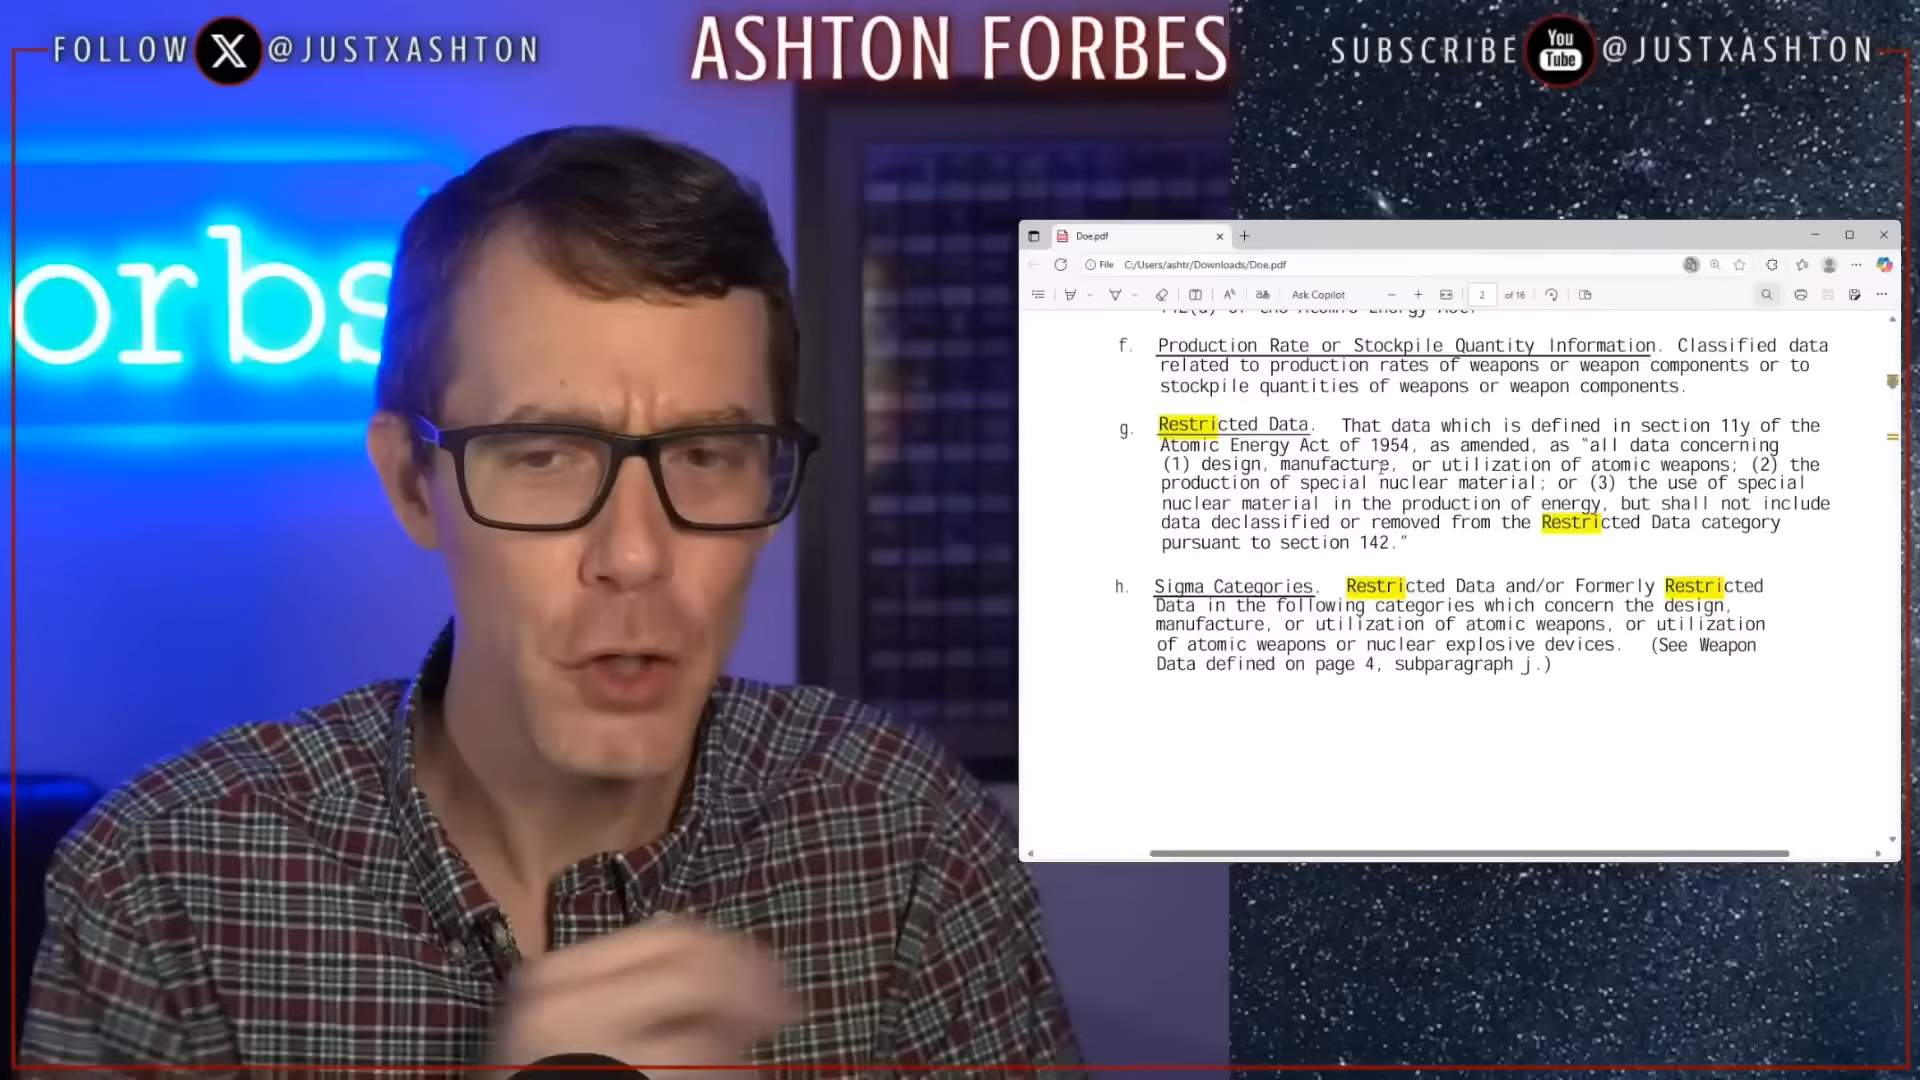 FOLLOW X @JUSTXASHTON
ASHTON FORBES
SUBSCRIBE You Tube @JUSTXASHTON
orbs
Doe.pdf
File C:/Users/ashtr/Downloads/Doe.pdf
Ask Copilot
2 of 16
f. Production Rate or Stockpile Quantity Information. Classified data
related to production rates of weapons or weapon components or to
stockpile quantities of weapons or weapon components.
g. Restricted Data. That data which is defined in section 11y of the
Atomic Energy Act of 1954, as amended, as "all data concerning
(1) design, manufacture, or utilization of atomic weapons; (2) the
production of special nuclear material; or (3) the use of special
nuclear material in the production of energy, but shall not include
data declassified or removed from the Restricted Data category
pursuant to section 142."
h. Sigma Categories. Restricted Data and/or Formerly Restricted
Data in the following categories which concern the design,
manufacture, or utilization of atomic weapons, or utilization
of atomic weapons or nuclear explosive devices. (See Weapon
Data defined on page 4, subparagraph j.)